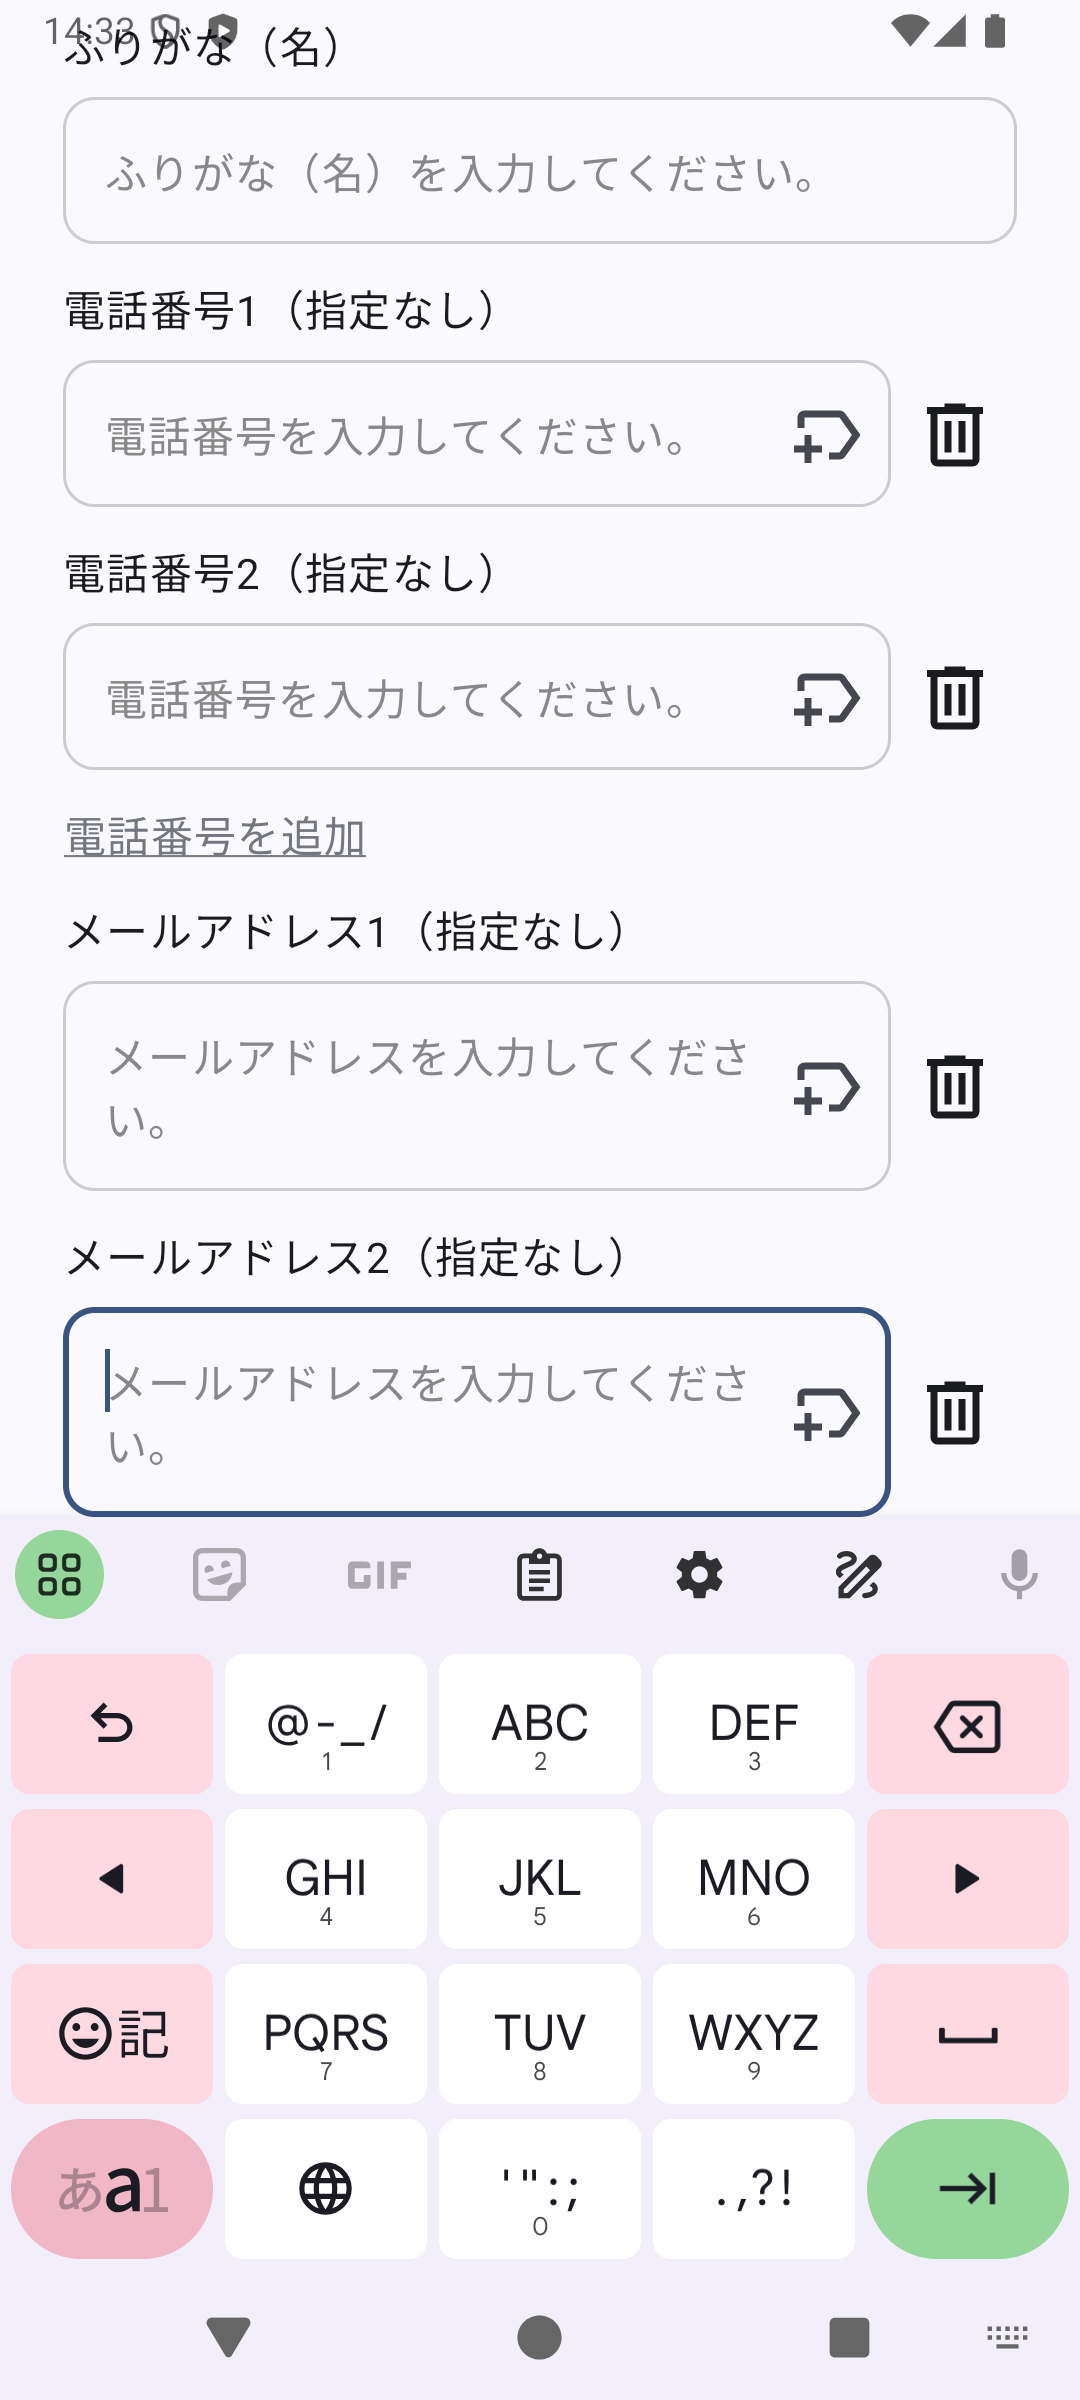 14:33
ふりがな（名）
ふりがな（名）を入力してください。
電話番号1（指定なし）
電話番号を入力してください。
電話番号2（指定なし）
電話番号を入力してください。
電話番号を追加
メールアドレス1（指定なし）
メールアドレスを入力してくださ
い。
メールアドレス2（指定なし）
メールアドレスを入力してくださ
い。
GIF
@-_/ ABC DEF
1 2 3
GHI JKL MNO
4 5 6
記 PQRS TUV WXYZ
7 8 9
あa1 '":; .,?!
0